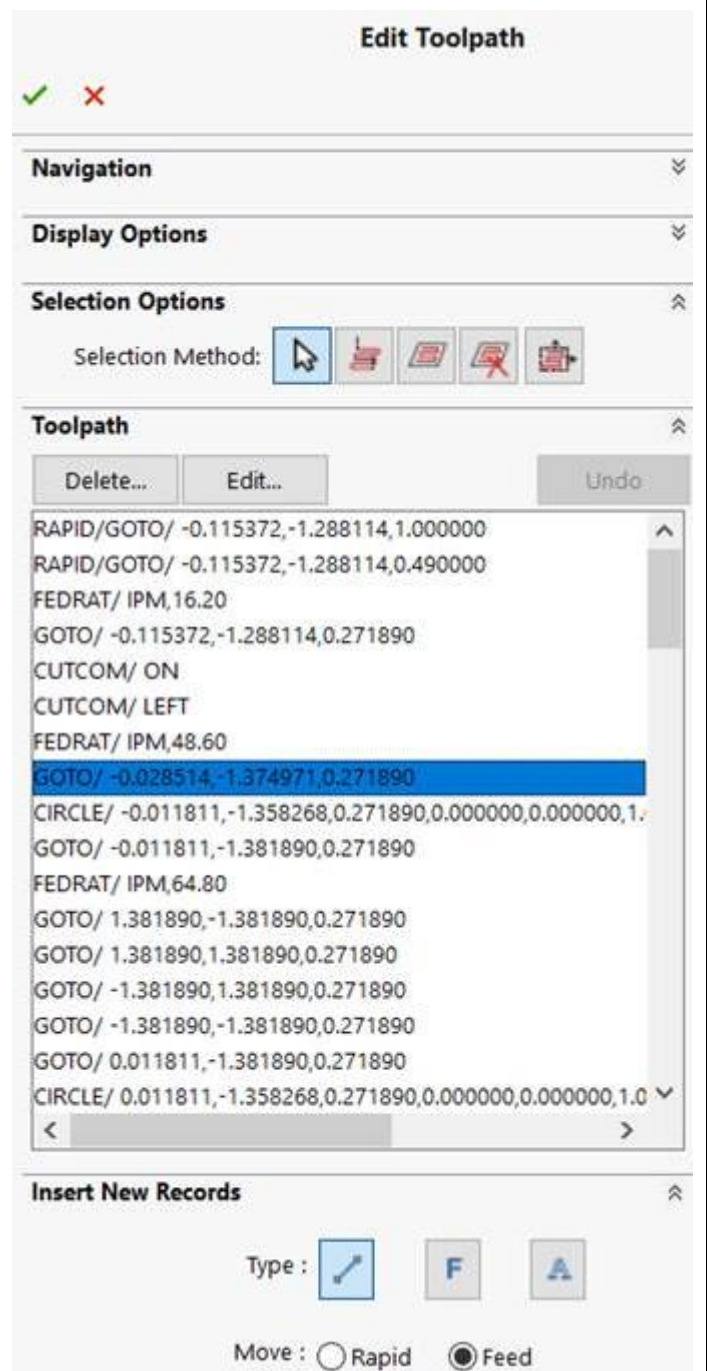 Edit Toolpath
Navigation
Display Options
Selection Options
Selection Method:
Toolpath
Delete... Edit... Undo
RAPID/GOTO/ -0.115372,-1.288114,1.000000
RAPID/GOTO/ -0.115372,-1.288114,0.490000
FEDRAT/ IPM,16.20
GOTO/ -0.115372,-1.288114,0.271890
CUTCOM/ ON
CUTCOM/ LEFT
FEDRAT/ IPM,48.60
GOTO/ -0.028514,-1.374971,0.271890
CIRCLE/ -0.011811,-1.358268,0.271890,0.000000,0.000000,1.
GOTO/ -0.011811,-1.381890,0.271890
FEDRAT/ IPM,64.80
GOTO/ 1.381890,-1.381890,0.271890
GOTO/ 1.381890,1.381890,0.271890
GOTO/ -1.381890,1.381890,0.271890
GOTO/ -1.381890,-1.381890,0.271890
GOTO/ 0.011811,-1.381890,0.271890
CIRCLE/ 0.011811,-1.358268,0.271890,0.000000,0.000000,1.0
Insert New Records
Type : F A
Move : Rapid Feed